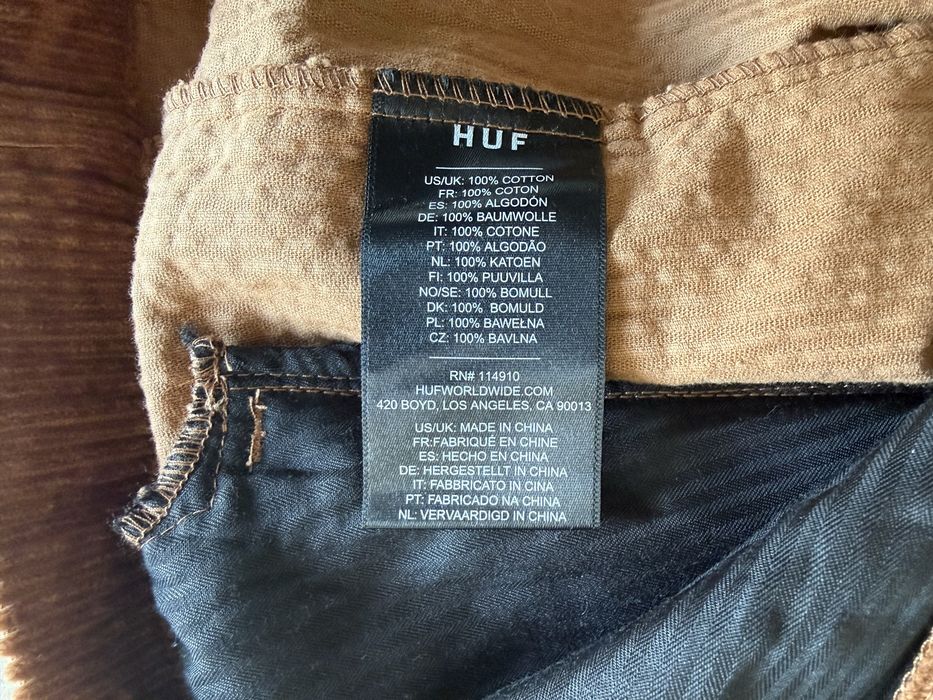 HUF
US/UK: 100% COTTON
FR: 100% COTON
ES: 100% ALGODÓN
DE: 100% BAUMWOLLE
IT: 100% COTONE
PT: 100% ALGODÃO
NL: 100% KATOEN
FI: 100% PUUVILLA
NO/SE: 100% BOMULL
DK: 100% BOMULD
PL: 100% BAWEŁNA
CZ: 100% BAVLNA
RN# 114910
HUFWORLDWIDE.COM
420 BOYD, LOS ANGELES, CA 90013
US/UK: MADE IN CHINA
FR:FABRIQUÉ EN CHINE
ES: HECHO EN CHINA
DE: HERGESTELLT IN CHINA
IT: FABBRICATO IN CINA
PT: FABRICADO NA CHINA
NL: VERVAARDIGD IN CHINA